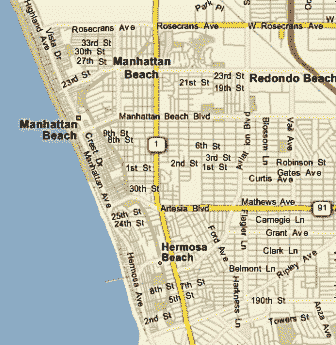 Park Pl
Rosecrans Ave
Rosecrans Ave
W Rosecrans Ave
Highland Ave
Vista Dr
33rd St
30th St
27th St
23rd St
Manhattan
Beach
23rd St
21st St
19th St
Redondo Beach
Manhattan Beach Blvd
Manhattan
Beach
9th St
8th St
Crest Dr
Manhattan Ave
1
6th St
2nd St
3rd St
1st St
1st St
Blossom Ln
Vail Ave
Robinson St
Gates Ave
Curtis Ave
30th St
Mathews Ave
Artesia Blvd
91
25th St
24th St
Carnegie Ln
Grant Ave
Flagler Ln
Ford Ave
Clark Ln
Hermosa
Beach
Belmont Ln
Ripley Ave
Hermosa Ave
8th St
7th St
5th St
2nd St
Harkness Ln
190th St
Towers St
Anza Ave